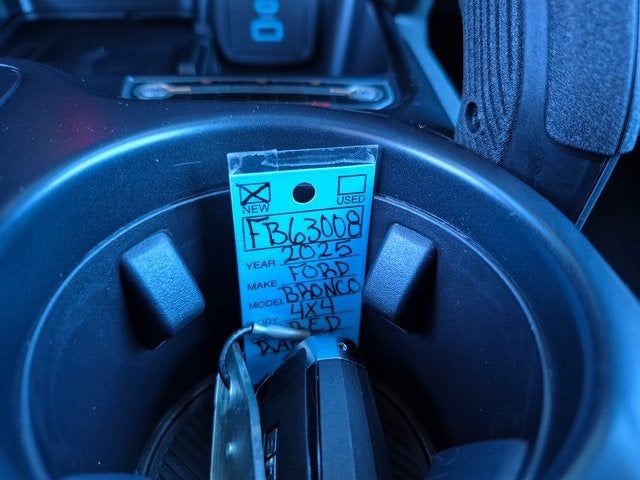 NEW USED
FB63008
YEAR 2025
MAKE FORD
MODEL BRONCO
4X4
RED